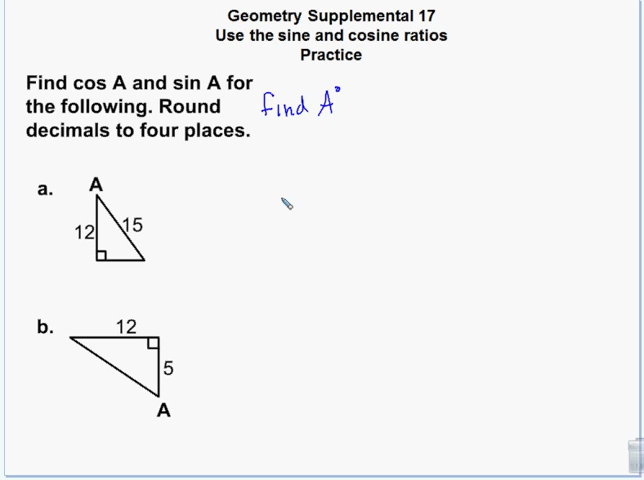 Geometry Supplemental 17
Use the sine and cosine ratios
Practice
Find cos A and sin A for
the following. Round
decimals to four places.
find A°
a.
A
12
15
b.
12
5
A